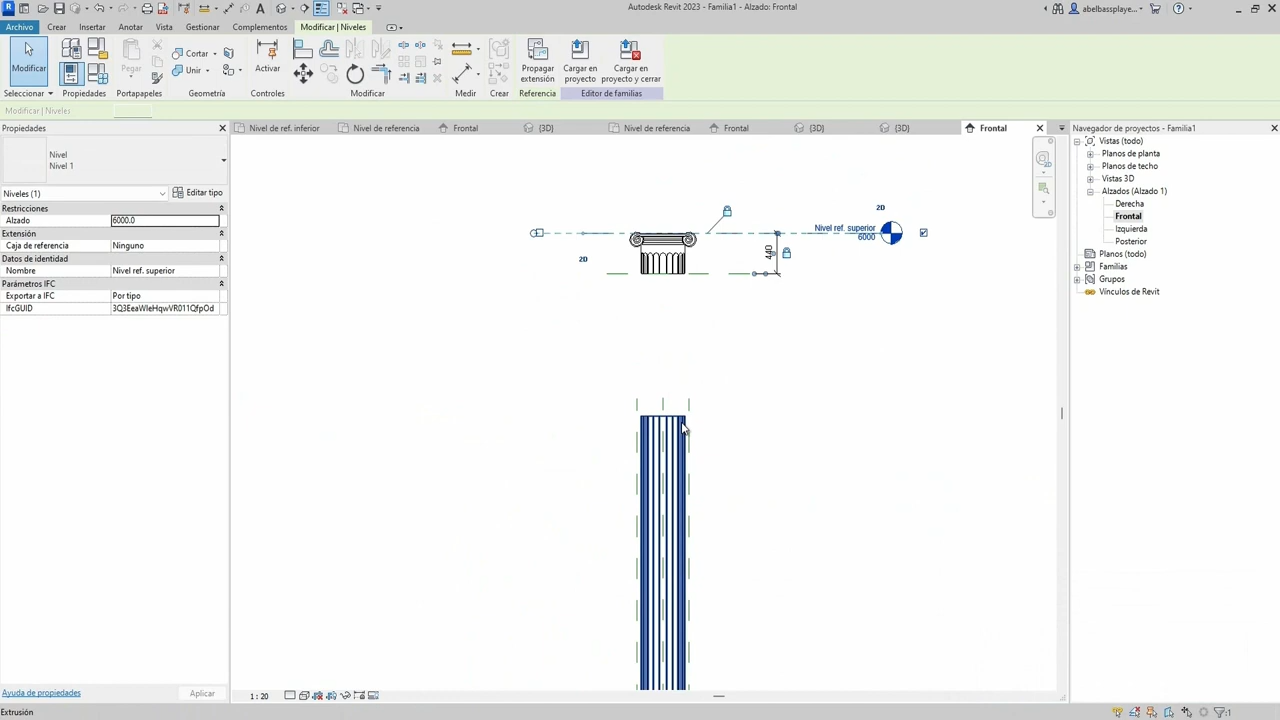 Autodesk Revit 2023 - Familia1 - Alzado: Frontal
abelbassplaye...
Archivo Crear Insertar Anotar Vista Gestionar Complementos Modificar | Niveles
Modificar
Pegar
Cortar
Unir
Activar
Propagar extensión
Cargar en proyecto
Cargar en proyecto y cerrar
Seleccionar Propiedades Portapapeles Geometría Controles Modificar Medir Crear Referencia Editor de familias
Modificar | Niveles
Propiedades
Nivel de ref. inferior Nivel de referencia Frontal {3D} Nivel de referencia Frontal {3D} {3D} Frontal
Navegador de proyectos - Familia1
Nivel
Nivel 1
Niveles (1) Editar tipo
Restricciones
Alzado 6000.0
Extensión
Caja de referencia Ninguno
Datos de identidad
Nombre Nivel ref. superior
Parámetros IFC
Exportar a IFC Por tipo
IfcGUID 3Q3EeaWIeHqwVR011QfpOd
2D
Nivel ref. superior
6000
440
2D
2D
Vistas (todo)
Planos de planta
Planos de techo
Vistas 3D
Alzados (Alzado 1)
Derecha
Frontal
Izquierda
Posterior
Planos (todo)
Familias
Grupos
Vínculos de Revit
Ayuda de propiedades Aplicar
1 : 20
Extrusión
:1